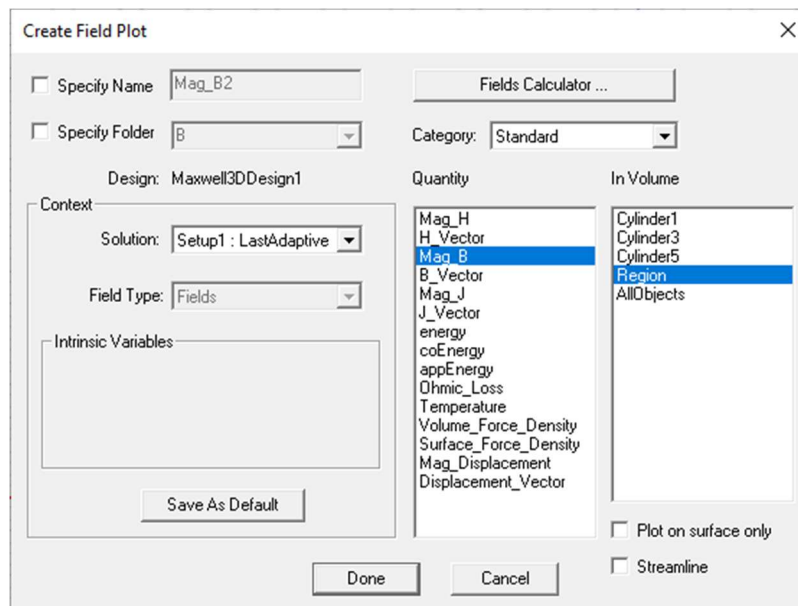 Create Field Plot
Specify Name
Mag_B2
Fields Calculator ...
Specify Folder
B
Category:
Standard
Design: Maxwell3DDesign1
Context
Solution:
Setup1 : LastAdaptive
Field Type:
Fields
Intrinsic Variables
Save As Default
Quantity
Mag_H
H_Vector
Mag_B
B_Vector
Mag_J
J_Vector
energy
coEnergy
appEnergy
Ohmic_Loss
Temperature
Volume_Force_Density
Surface_Force_Density
Mag_Displacement
Displacement_Vector
In Volume
Cylinder1
Cylinder3
Cylinder5
Region
AllObjects
Plot on surface only
Streamline
Done
Cancel